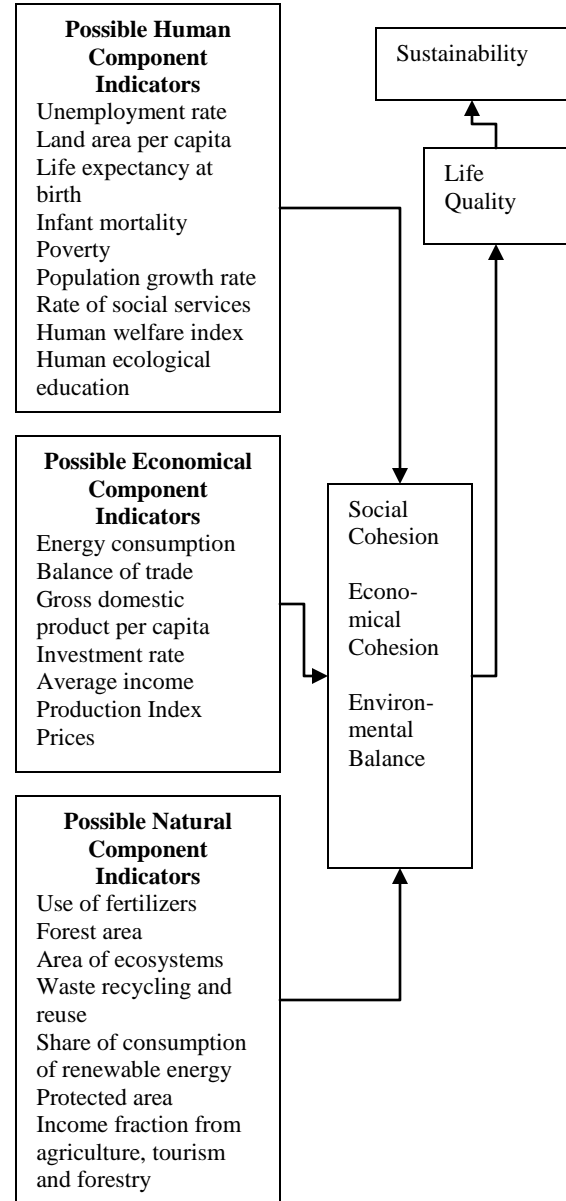 Possible Human
Component
Indicators
Unemployment rate
Land area per capita
Life expectancy at
birth
Infant mortality
Poverty
Population growth rate
Rate of social services
Human welfare index
Human ecological
education
Sustainability
Life
Quality
Possible Economical
Component
Indicators
Energy consumption
Balance of trade
Gross domestic
product per capita
Investment rate
Average income
Production Index
Prices
Social
Cohesion
Econo-
mical
Cohesion
Environ-
mental
Balance
Possible Natural
Component
Indicators
Use of fertilizers
Forest area
Area of ecosystems
Waste recycling and
reuse
Share of consumption
of renewable energy
Protected area
Income fraction from
agriculture, tourism
and forestry